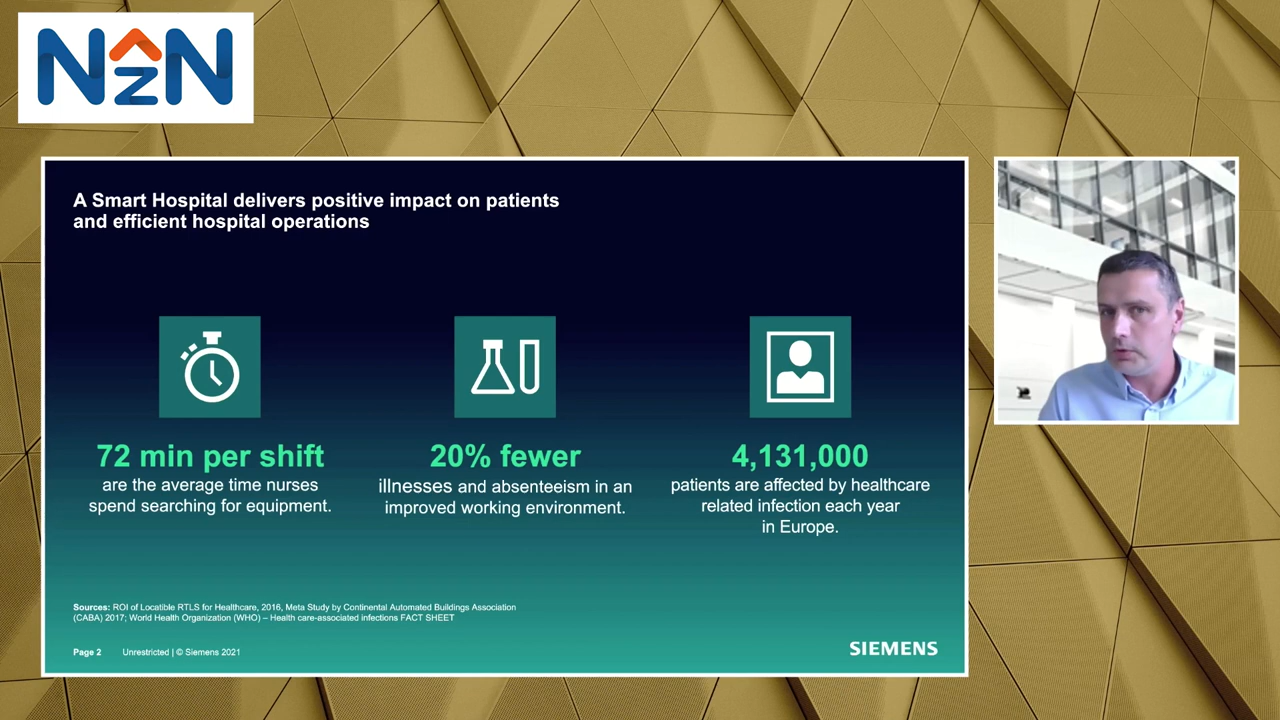 NZN
A Smart Hospital delivers positive impact on patients
and efficient hospital operations
72 min per shift
are the average time nurses
spend searching for equipment.
20% fewer
illnesses and absenteeism in an
improved working environment.
4,131,000
patients are affected by healthcare
related infection each year
in Europe.
Sources: ROI of Locatible RTLS for Healthcare, 2016, Meta Study by Continental Automated Buildings Association
(CABA) 2017; World Health Organization (WHO) – Health care-associated infections FACT SHEET
Page 2 Unrestricted | © Siemens 2021
SIEMENS